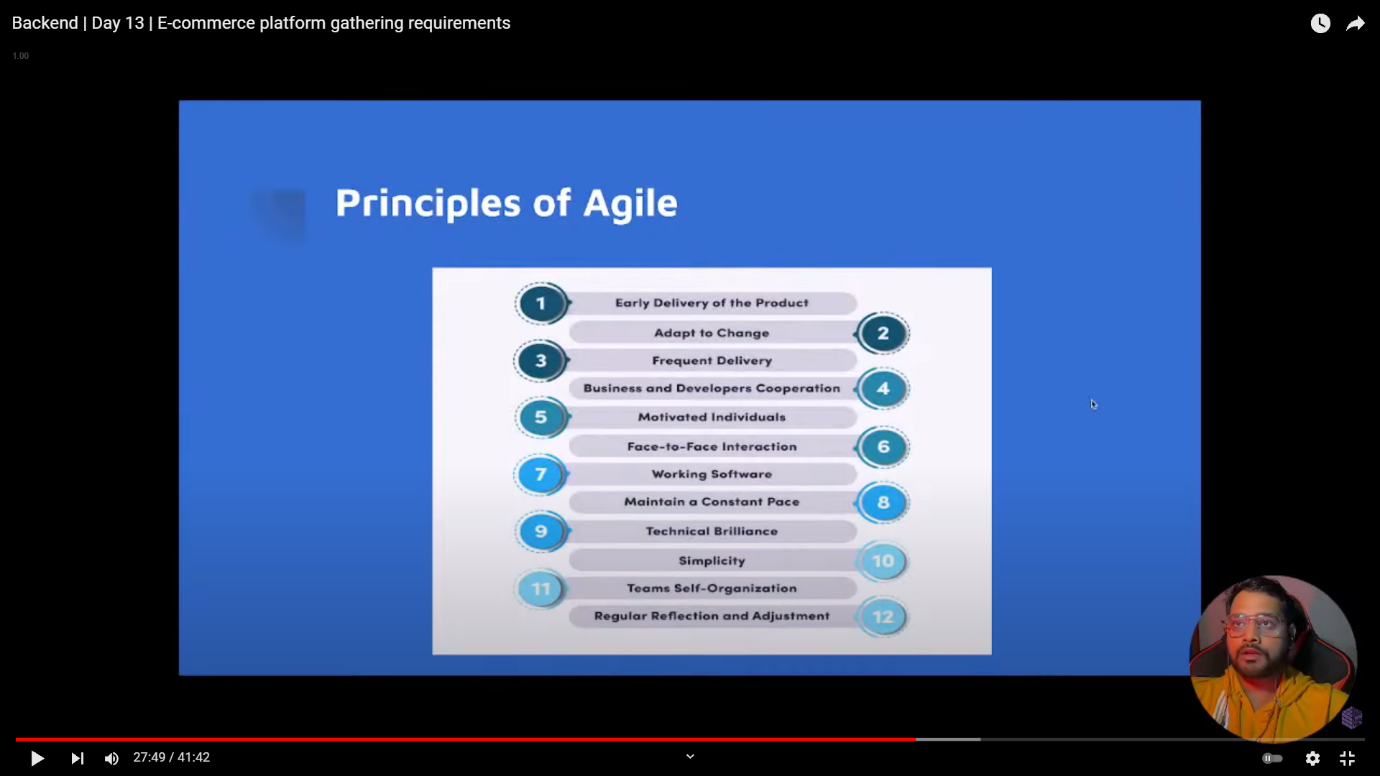 Backend | Day 13 | E-commerce platform gathering requirements
1.00
Principles of Agile
1 Early Delivery of the Product
Adapt to Change 2
3 Frequent Delivery
Business and Developers Cooperation 4
5 Motivated Individuals
Face-to-Face Interaction 6
7 Working Software
Maintain a Constant Pace 8
9 Technical Brilliance
Simplicity 10
11 Teams Self-Organization
Regular Reflection and Adjustment 12
27:49 / 41:42